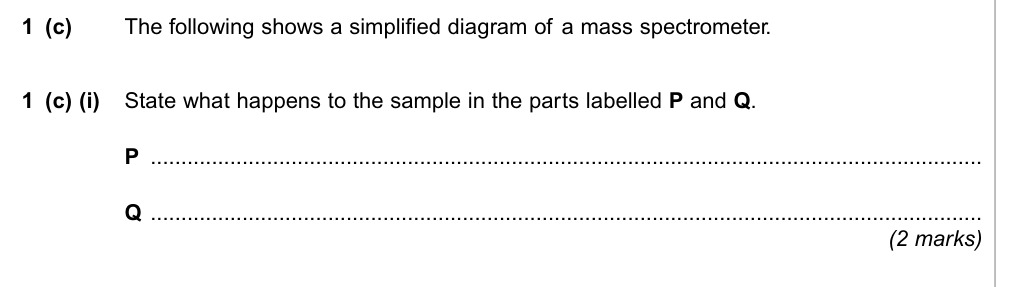 1 (c) The following shows a simplified diagram of a mass spectrometer.
1 (c) (i) State what happens to the sample in the parts labelled P and Q.
P ..........................................................................................................................................
Q ..........................................................................................................................................
(2 marks)